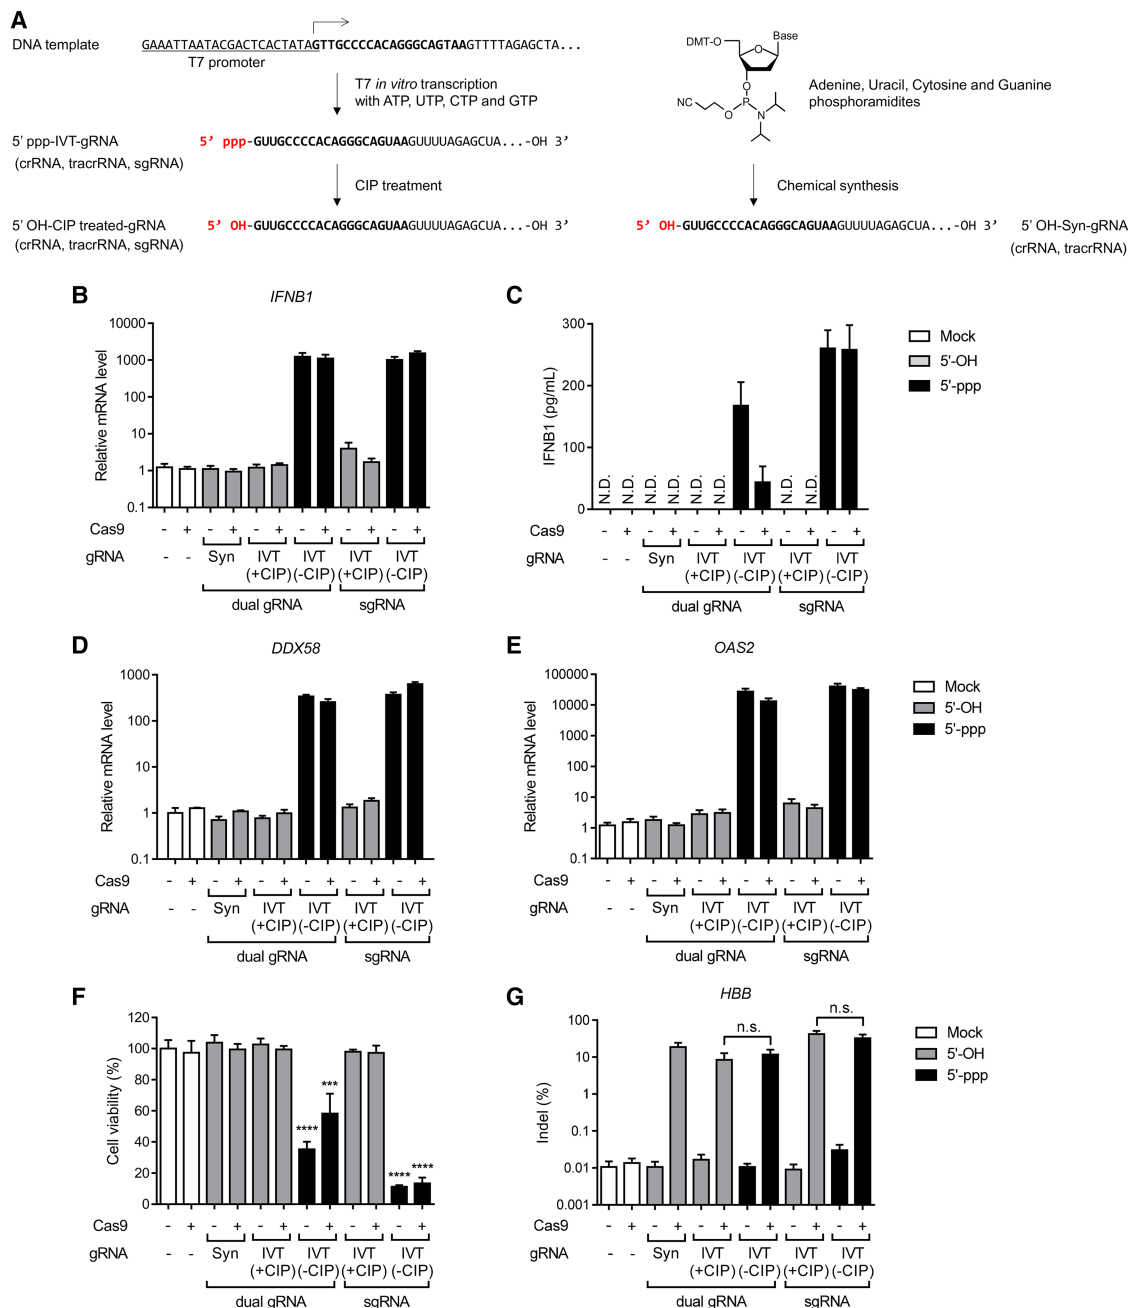 A
DNA template
GAAATTAATACGACTCACTATAGTTGCCCCACAGGGCAGTAAGTTTTAGAGCTA...
T7 promoter
T7 in vitro transcription
with ATP, UTP, CTP and GTP
5' ppp-IVT-gRNA
(crRNA, tracrRNA, sgRNA)
5' ppp-GUUGCCCCACAGGGCAGUAAGUUUUAGAGCUA...-OH 3'
CIP treatment
5' OH-CIP treated-gRNA
(crRNA, tracrRNA, sgRNA)
5' OH-GUUGCCCCACAGGGCAGUAAGUUUUAGAGCUA...-OH 3'
DMT-O
O
Base
O
P
NC
O
N
Adenine, Uracil, Cytosine and Guanine
phosphoramidites
Chemical synthesis
5' OH-GUUGCCCCACAGGGCAGUAAGUUUUAGAGCUA...-OH 3'
5' OH-Syn-gRNA
(crRNA, tracrRNA)
B
IFNB1
Relative mRNA level
10000
1000
100
10
1
0.1
Cas9 - + - + - + - + - + - +
gRNA - - Syn IVT IVT IVT IVT
(+CIP) (-CIP) (+CIP) (-CIP)
dual gRNA sgRNA
C
IFNB1 (pg/mL)
300
200
100
0
N.D. N.D. N.D. N.D. N.D. N.D. N.D. N.D.
Cas9 - + - + - + - + - + - +
gRNA - - Syn IVT IVT IVT IVT
(+CIP) (-CIP) (+CIP) (-CIP)
dual gRNA sgRNA
Mock
5'-OH
5'-ppp
D
DDX58
Relative mRNA level
1000
100
10
1
0.1
Cas9 - + - + - + - + - + - +
gRNA - - Syn IVT IVT IVT IVT
(+CIP) (-CIP) (+CIP) (-CIP)
dual gRNA sgRNA
E
OAS2
Relative mRNA level
100000
10000
1000
100
10
1
0.1
Cas9 - + - + - + - + - + - +
gRNA - - Syn IVT IVT IVT IVT
(+CIP) (-CIP) (+CIP) (-CIP)
dual gRNA sgRNA
Mock
5'-OH
5'-ppp
F
Cell viability (%)
120
100
80
60
40
20
0
**** *** **** ****
Cas9 - + - + - + - + - + - +
gRNA - - Syn IVT IVT IVT IVT
(+CIP) (-CIP) (+CIP) (-CIP)
dual gRNA sgRNA
G
HBB
Indel (%)
100
10
1
0.1
0.01
0.001
n.s. n.s.
Cas9 - + - + - + - + - + - +
gRNA - - Syn IVT IVT IVT IVT
(+CIP) (-CIP) (+CIP) (-CIP)
dual gRNA sgRNA
Mock
5'-OH
5'-ppp